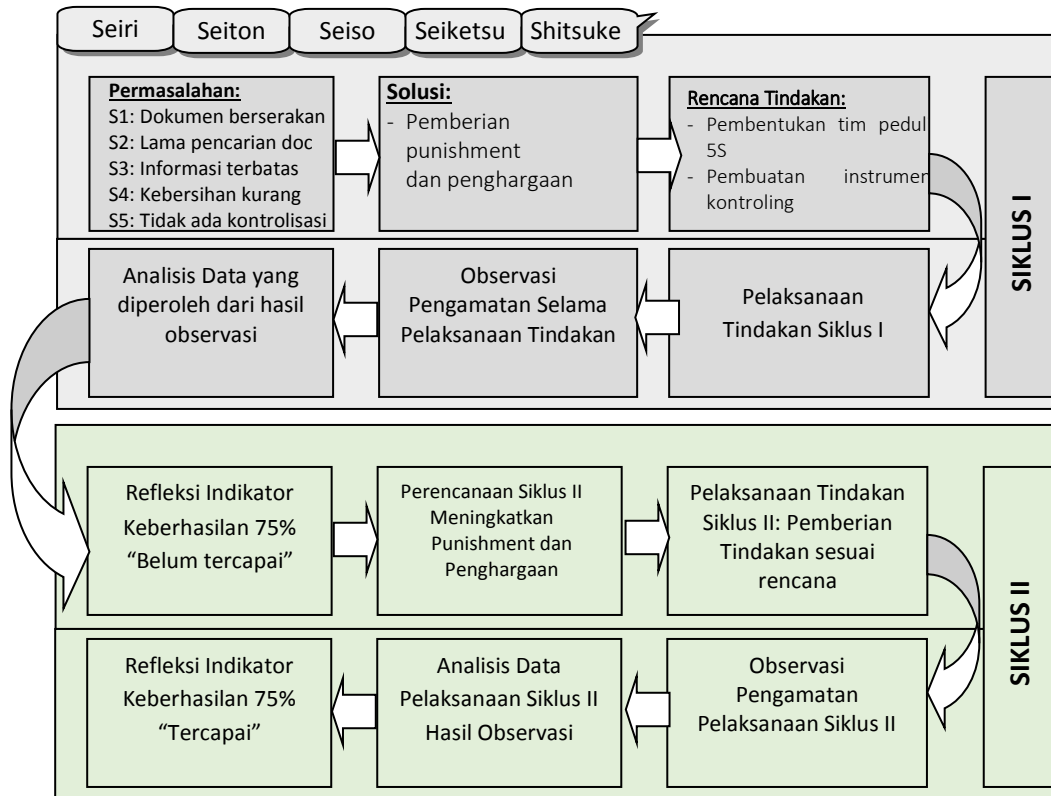 Seiri
Seiton
Seiso
Seiketsu
Shitsuke
Permasalahan:
S1: Dokumen berserakan
S2: Lama pencarian doc
S3: Informasi terbatas
S4: Kebersihan kurang
S5: Tidak ada kontrolisasi
Solusi:
- Pemberian
punishment
dan penghargaan
Rencana Tindakan:
- Pembentukan tim pedul
5S
- Pembuatan instrumen
kontroling
SIKLUS I
Pelaksanaan
Tindakan Siklus I
Observasi
Pengamatan Selama
Pelaksanaan Tindakan
Analisis Data yang
diperoleh dari hasil
observasi
Refleksi Indikator
Keberhasilan 75%
“Belum tercapai”
Perencanaan Siklus II
Meningkatkan
Punishment dan
Penghargaan
Pelaksanaan Tindakan
Siklus II: Pemberian
Tindakan sesuai
rencana
SIKLUS II
Observasi
Pengamatan
Pelaksanaan Siklus II
Analisis Data
Pelaksanaan Siklus II
Hasil Observasi
Refleksi Indikator
Keberhasilan 75%
“Tercapai”